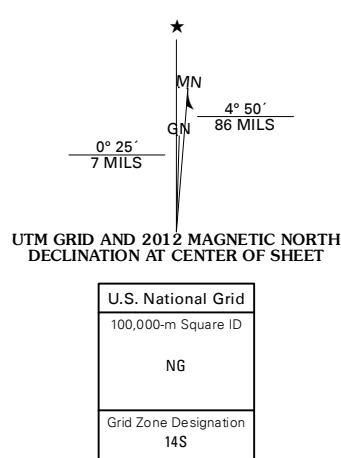 ★
MN
4° 50´
86 MILS
GN
0° 25´
7 MILS
UTM GRID AND 2012 MAGNETIC NORTH
DECLINATION AT CENTER OF SHEET
U.S. National Grid
100,000-m Square ID
NG
Grid Zone Designation
14S